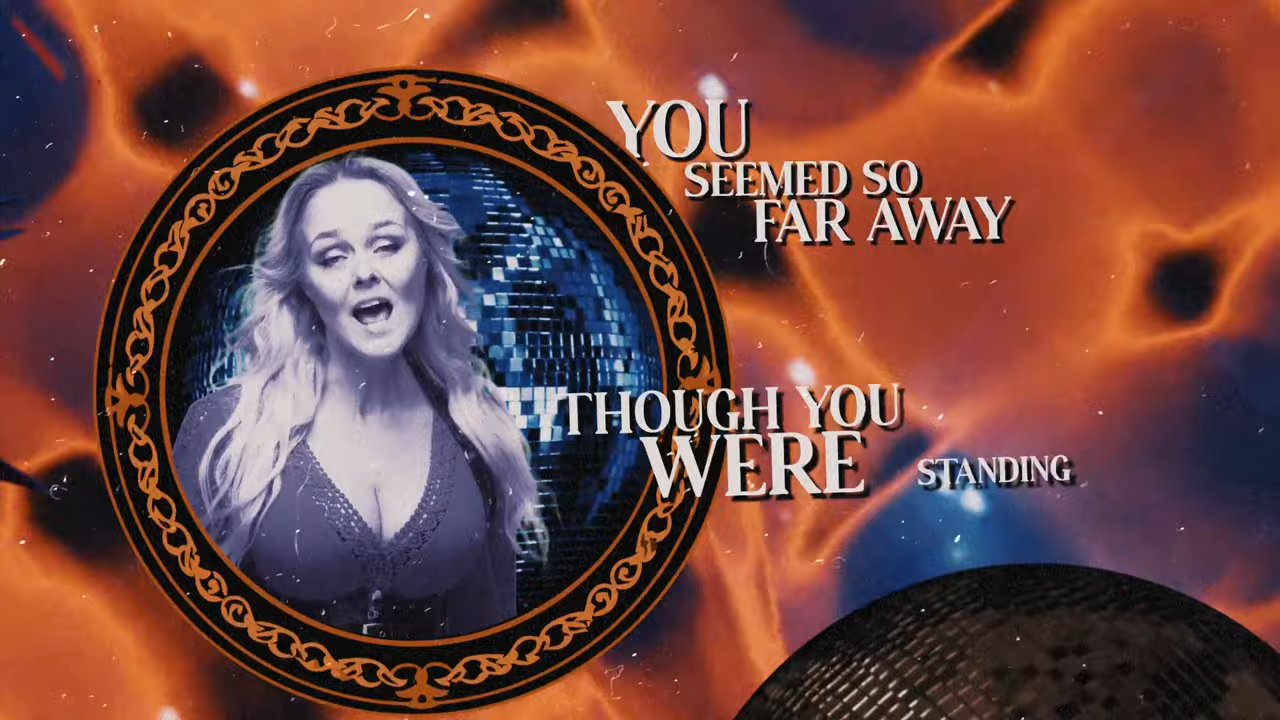 YOU
SEEMED SO
FAR AWAY
THOUGH YOU
WERE STANDING